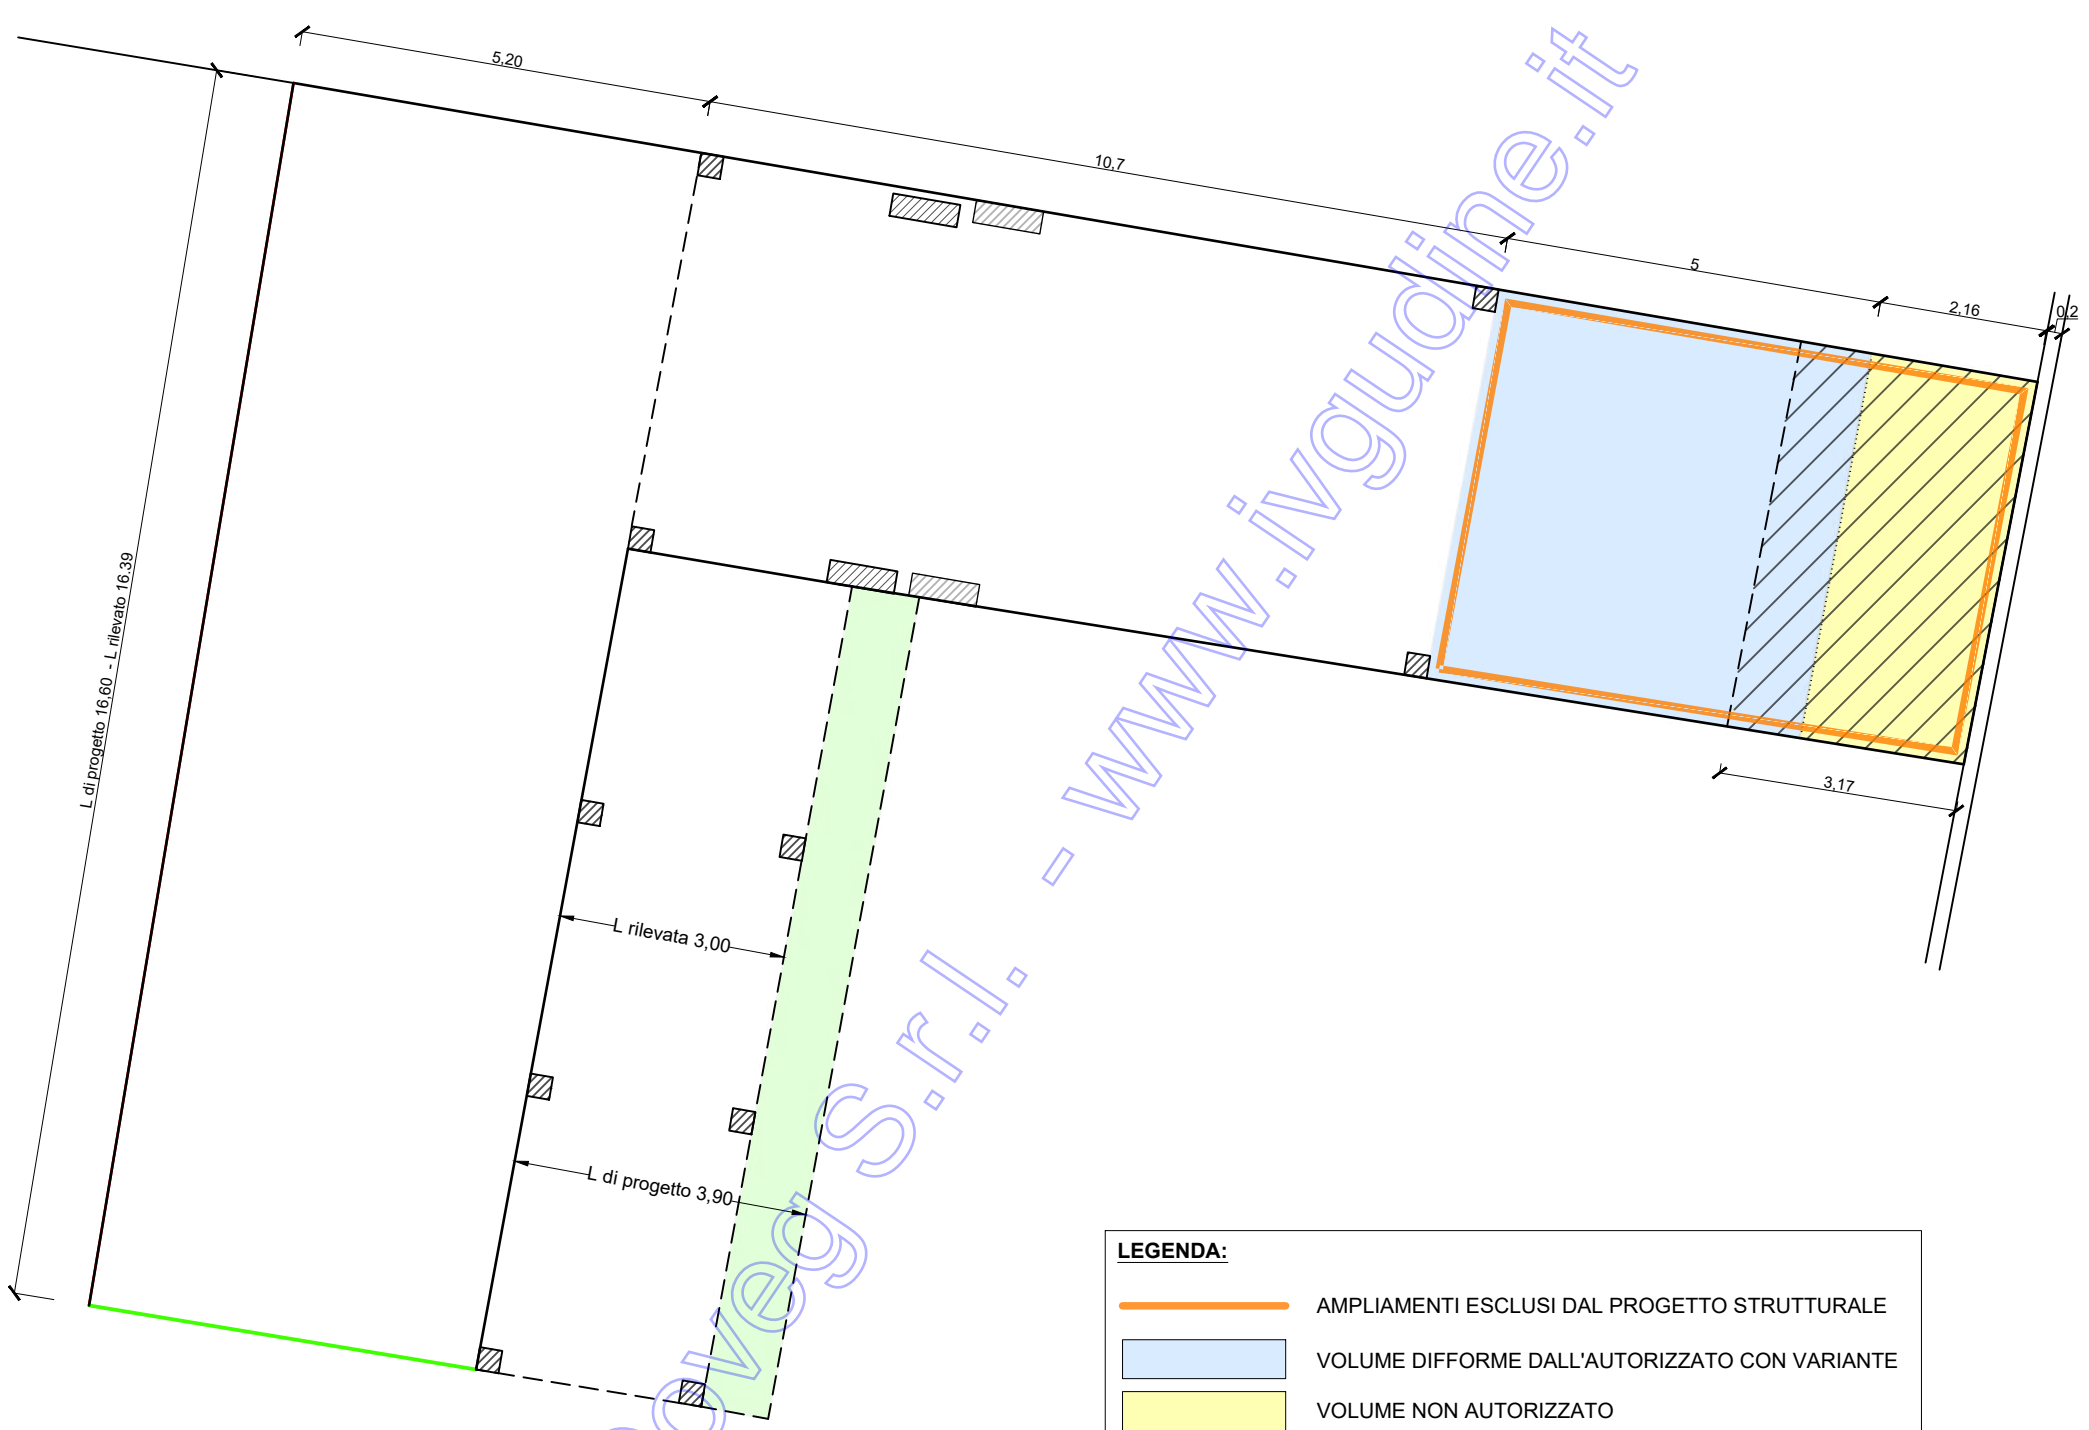 5,20
10,7
5
2,16
0,2
L di progetto 16,60 - L rilevato 16.39
3,17
L rilevata 3,00
L di progetto 3,90
oveg S.r.l. - www.ivgudine.it
LEGENDA:
AMPLIAMENTI ESCLUSI DAL PROGETTO STRUTTURALE
VOLUME DIFFORME DALL'AUTORIZZATO CON VARIANTE
VOLUME NON AUTORIZZATO